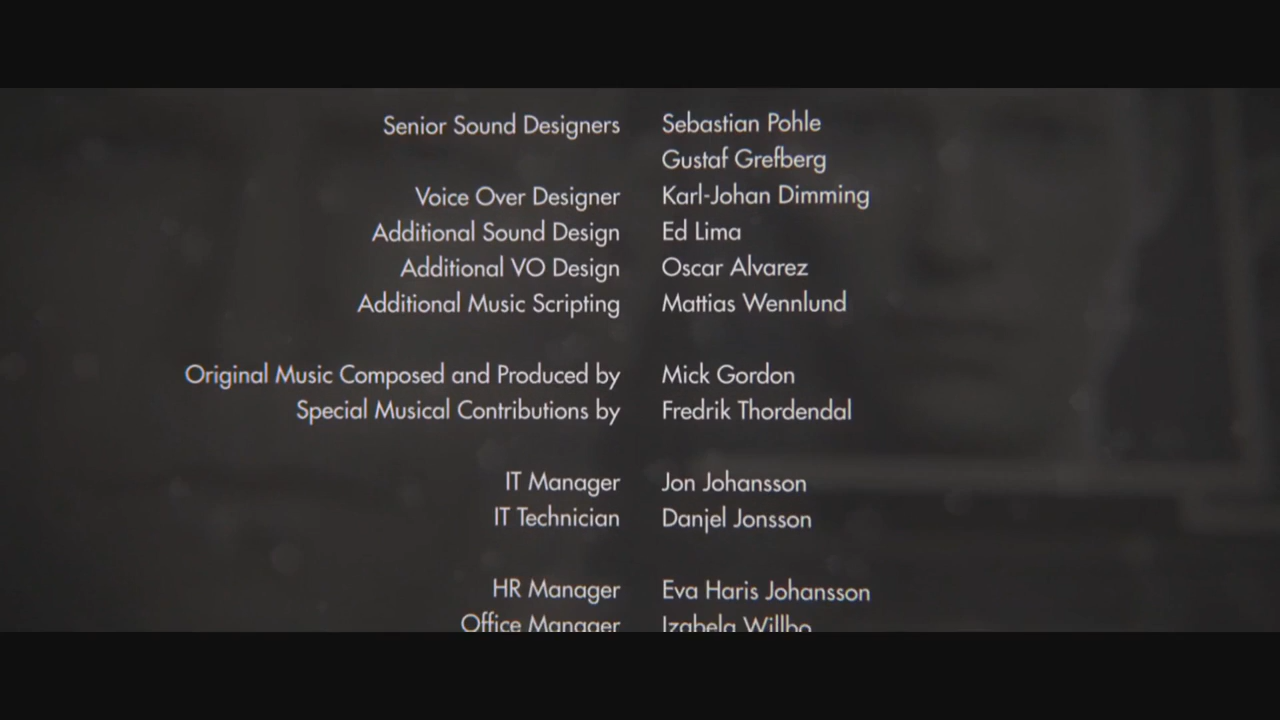 Senior Sound Designers Sebastian Pohle
Gustaf Grefberg
Voice Over Designer Karl-Johan Dimming
Additional Sound Design Ed Lima
Additional VO Design Oscar Alvarez
Additional Music Scripting Mattias Wennlund
Original Music Composed and Produced by Mick Gordon
Special Musical Contributions by Fredrik Thordendal
IT Manager Jon Johansson
IT Technician Danjel Jonsson
HR Manager Eva Haris Johansson
Office Manager Izabela Willbo